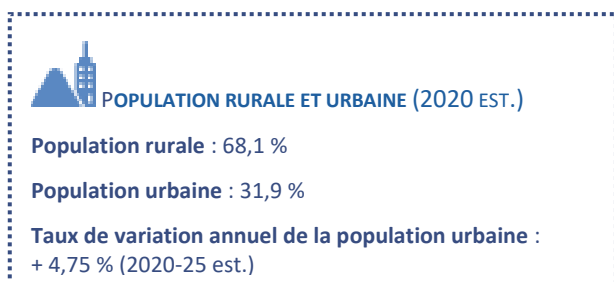 POPULATION RURALE ET URBAINE (2020 EST.)
Population rurale : 68,1 %
Population urbaine : 31,9 %
Taux de variation annuel de la population urbaine :
+ 4,75 % (2020-25 est.)